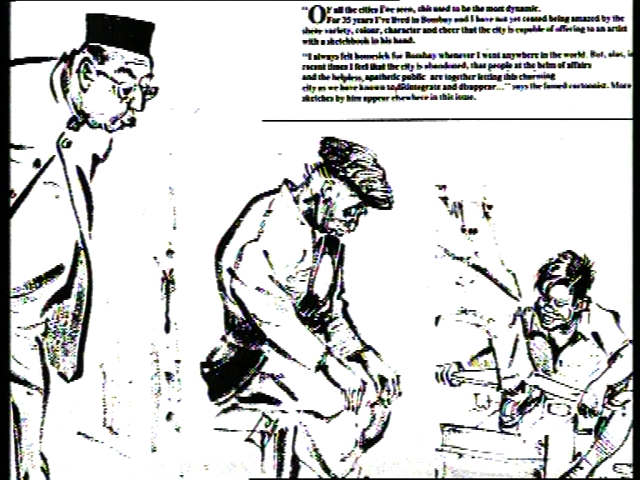 "OF all the cities I've seen, this used to be the most dynamic.
For 35 years I've lived in Bombay and I have not yet ceased being amazed by the
sheer variety, colour, character and cheer that the city is capable of offering to an artist
with a sketchbook in his hand.
"I always felt homesick for Bombay whenever I went anywhere in the world. But, alas, in
recent times I feel that the city is abandoned, that people at the helm of affairs
and the helpless, apathetic public are together letting this charming
city as we have known to disintegrate and disappear..." says the famed cartoonist. More
sketches by him appear elsewhere in this issue.